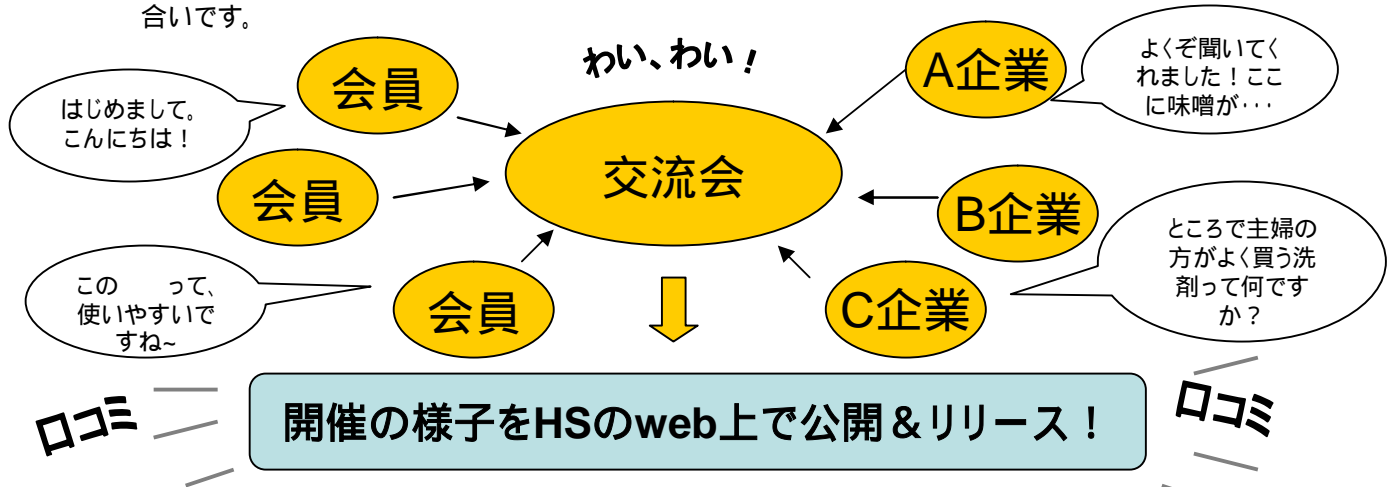 合いです。
わい、わい！
会員
A企業
よくぞ聞いてく
れました！ここ
に味噌が･･･
はじめまして。
こんにちは！
交流会
会員
B企業
ところで主婦の
方がよく買う洗
剤って何です
か？
この　　って、
使いやすいで
すね~
会員
C企業
口コミ
開催の様子をHSのweb上で公開＆リリース！
口コミ